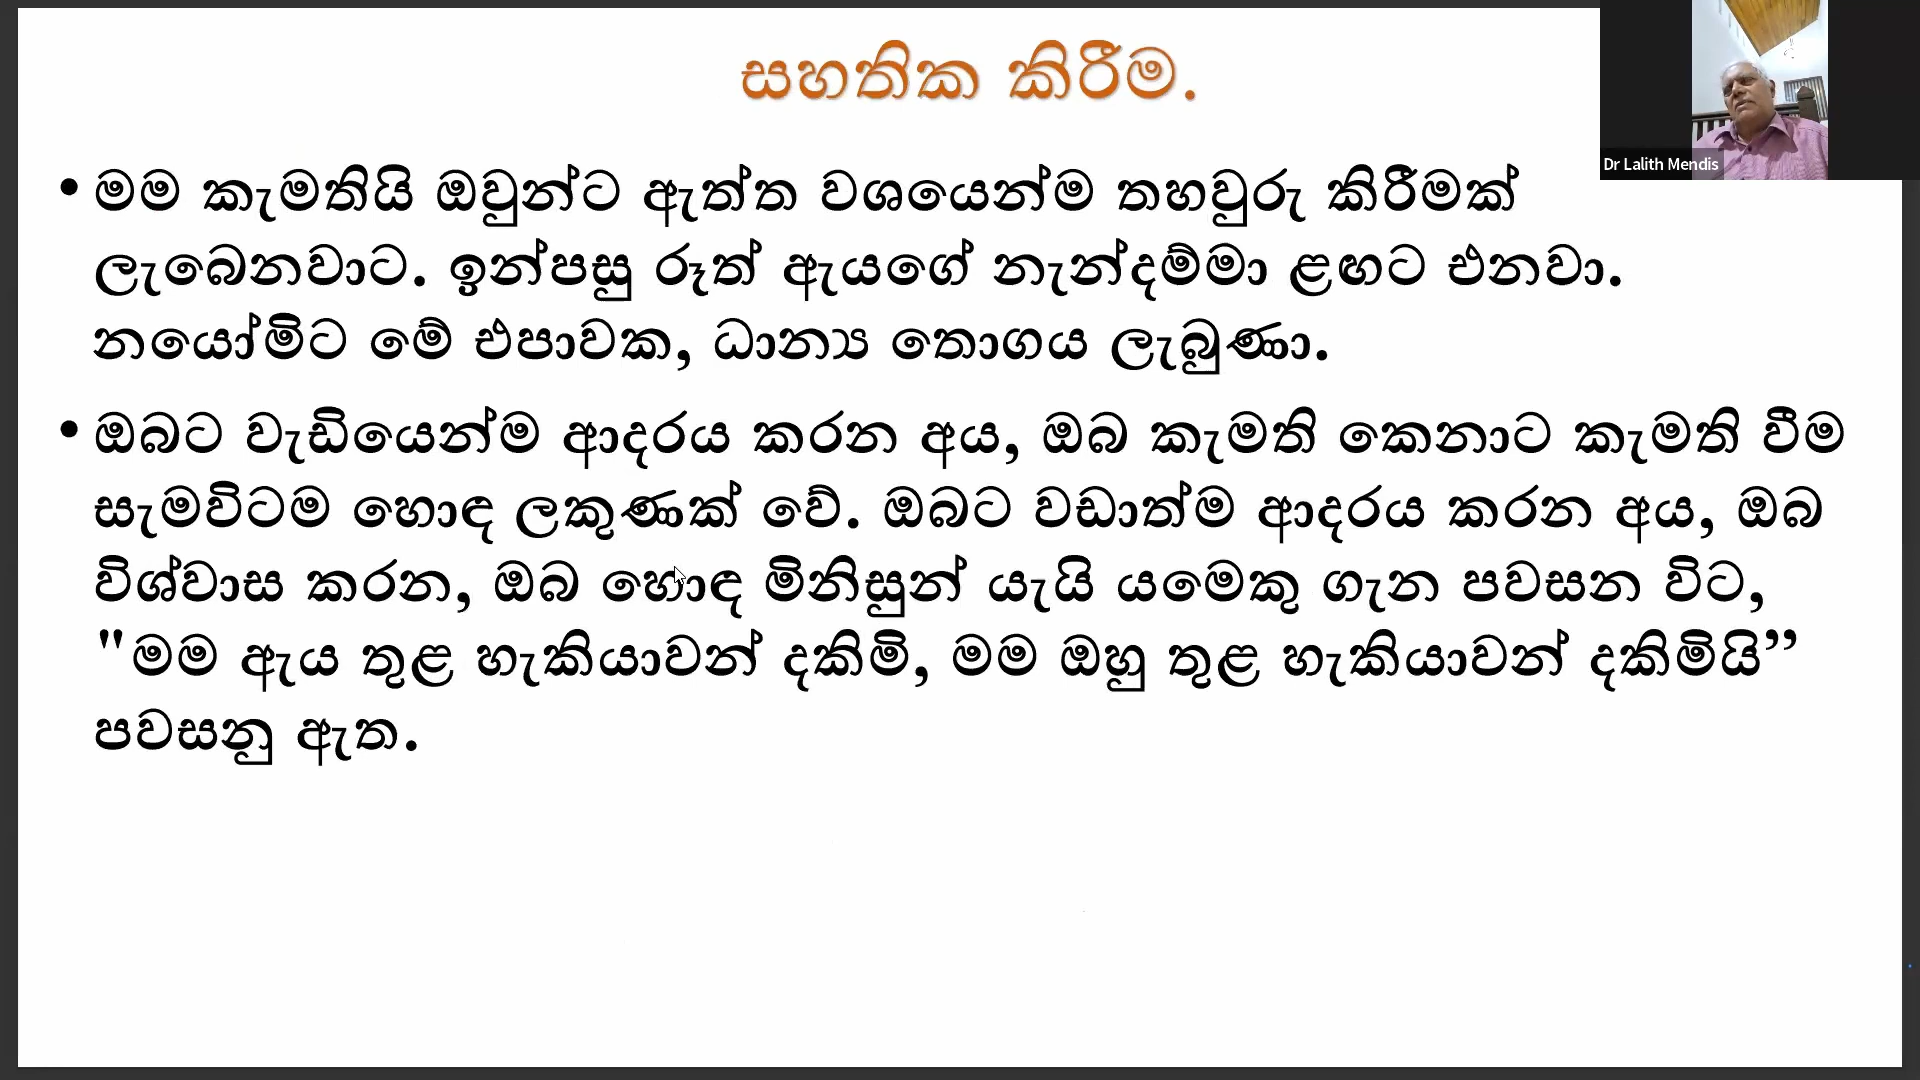 සහතික කිරීම.
Dr Lalith Mendis
• මම කැමතියි ඔවුන්ට ඇත්ත වශයෙන්ම තහවුරු කිරීමක්
ලැබෙනවාට. ඉන්පසු රූත් ඇයගේ නැන්දම්මා ළඟට එනවා.
නයෝමිට මේ එපාවක, ධාන්‍ය තොගය ලැබුණා.
• ඔබට වැඩියෙන්ම ආදරය කරන අය, ඔබ කැමති කෙනාට කැමති වීම
සැමවිටම හොඳ ලකුණක් වේ. ඔබට වඩාත්ම ආදරය කරන අය, ඔබ
විශ්වාස කරන, ඔබ හොඳ මිනිසුන් යැයි යමෙකු ගැන පවසන විට,
"මම ඇය තුළ හැකියාවන් දකිමි, මම ඔහු තුළ හැකියාවන් දකිමියි”
පවසනු ඇත.